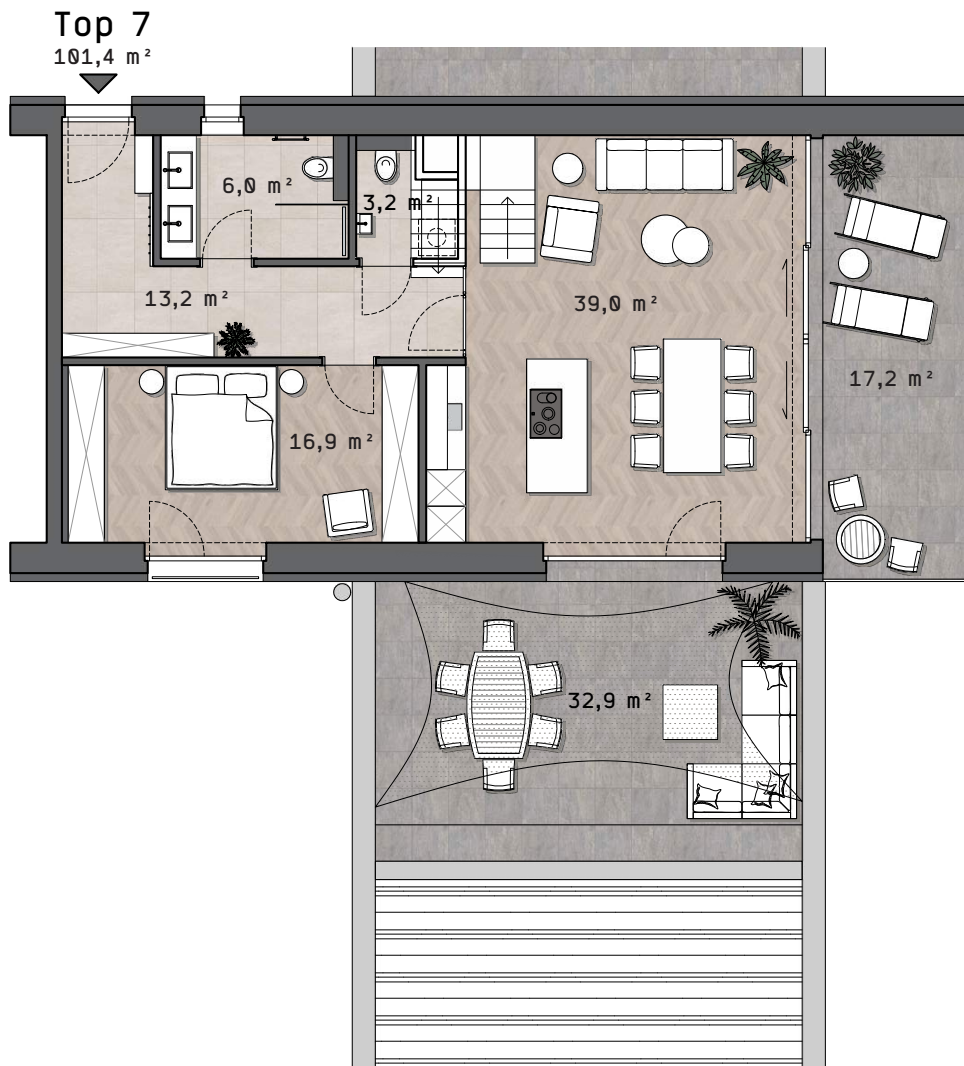 Top 7
101,4 m²
6,0 m²
3,2 m²
13,2 m²
39,0 m²
17,2 m²
16,9 m²
32,9 m²